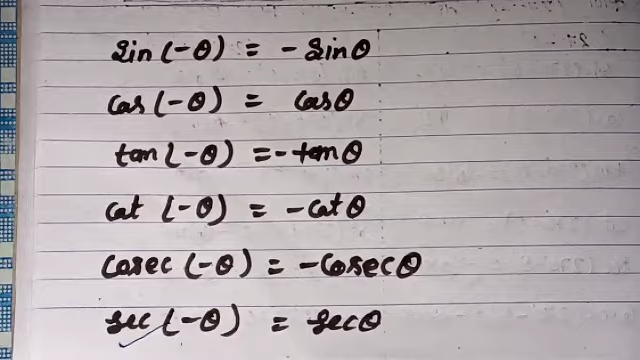 sin (-θ) = - sinθ
cos (-θ) = cosθ
tan (-θ) = -tanθ
cot (-θ) = -cotθ
cosec (-θ) = -cosecθ
sec (-θ) = secθ